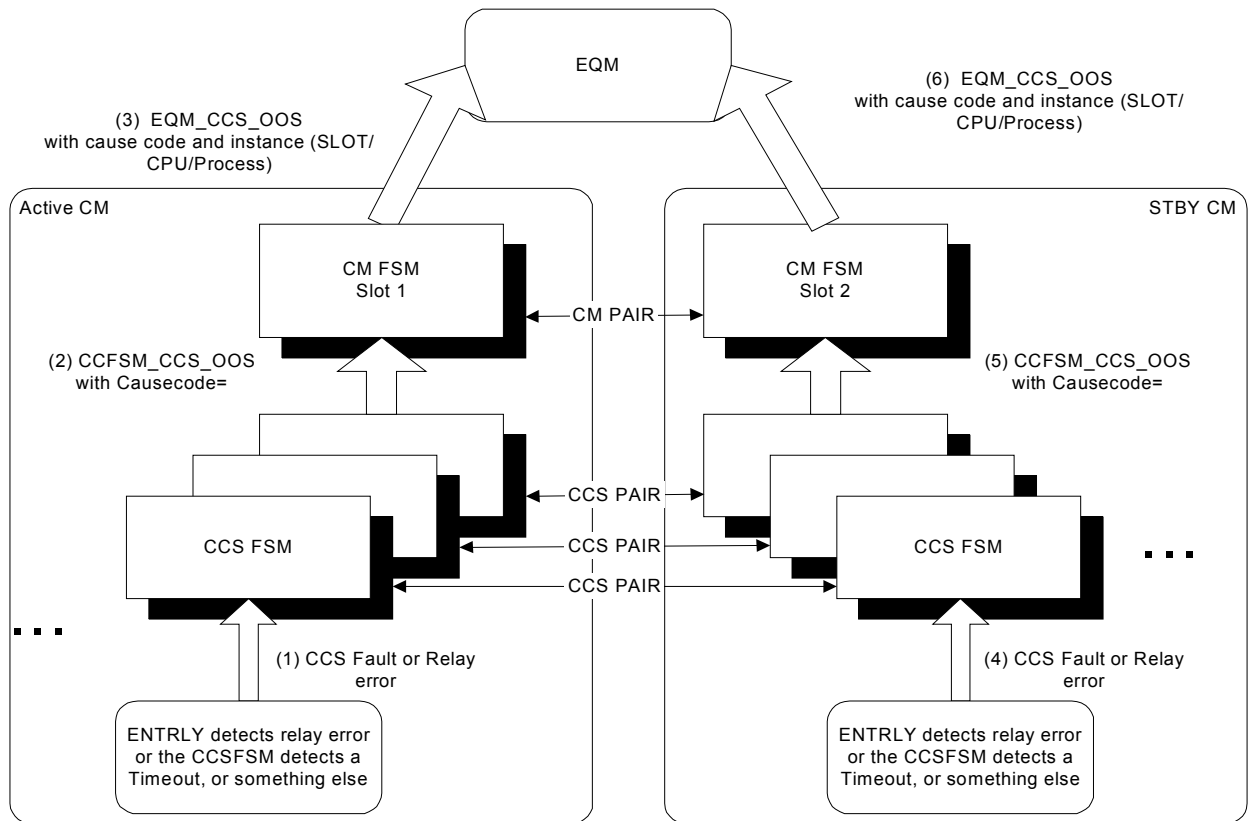 EQM
(3) EQM_CCS_OOS
with cause code and instance (SLOT/
CPU/Process)
(6) EQM_CCS_OOS
with cause code and instance (SLOT/
CPU/Process)
Active CM
STBY CM
CM FSM
Slot 1
CM FSM
Slot 2
CM PAIR
(2) CCFSM_CCS_OOS
with Causecode=
(5) CCFSM_CCS_OOS
with Causecode=
CCS PAIR
CCS FSM
CCS PAIR
CCS FSM
CCS PAIR
(1) CCS Fault or Relay
error
(4) CCS Fault or Relay
error
ENTRLY detects relay error
or the CCSFSM detects a
Timeout, or something else
ENTRLY detects relay error
or the CCSFSM detects a
Timeout, or something else